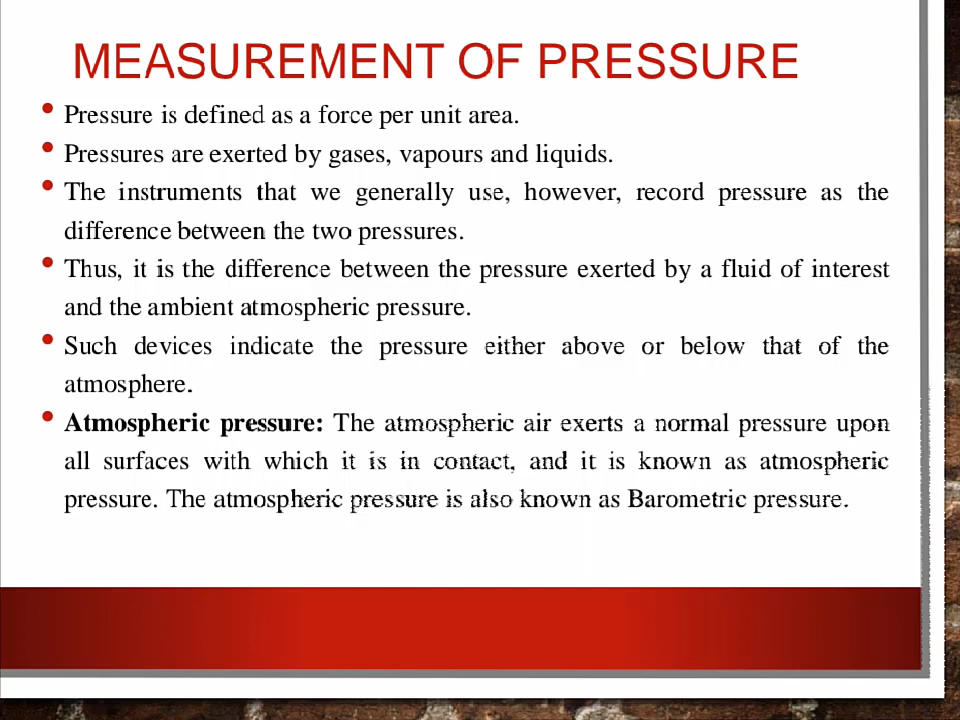 MEASUREMENT OF PRESSURE
• Pressure is defined as a force per unit area.
• Pressures are exerted by gases, vapours and liquids.
• The instruments that we generally use, however, record pressure as the
difference between the two pressures.
• Thus, it is the difference between the pressure exerted by a fluid of interest
and the ambient atmospheric pressure.
• Such devices indicate the pressure either above or below that of the
atmosphere.
• Atmospheric pressure: The atmospheric air exerts a normal pressure upon
all surfaces with which it is in contact, and it is known as atmospheric
pressure. The atmospheric pressure is also known as Barometric pressure.